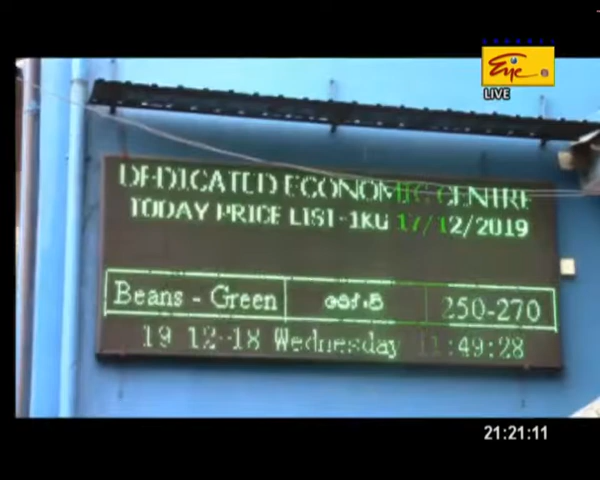 Eye
LIVE
DEDICATED ECONOMIC CENTRE
TODAY PRICE LIST -1KG 17/12/2019
Beans - Green බෝංචි 250-270
19 12-18 Wednesday 11:49:28
21:21:11